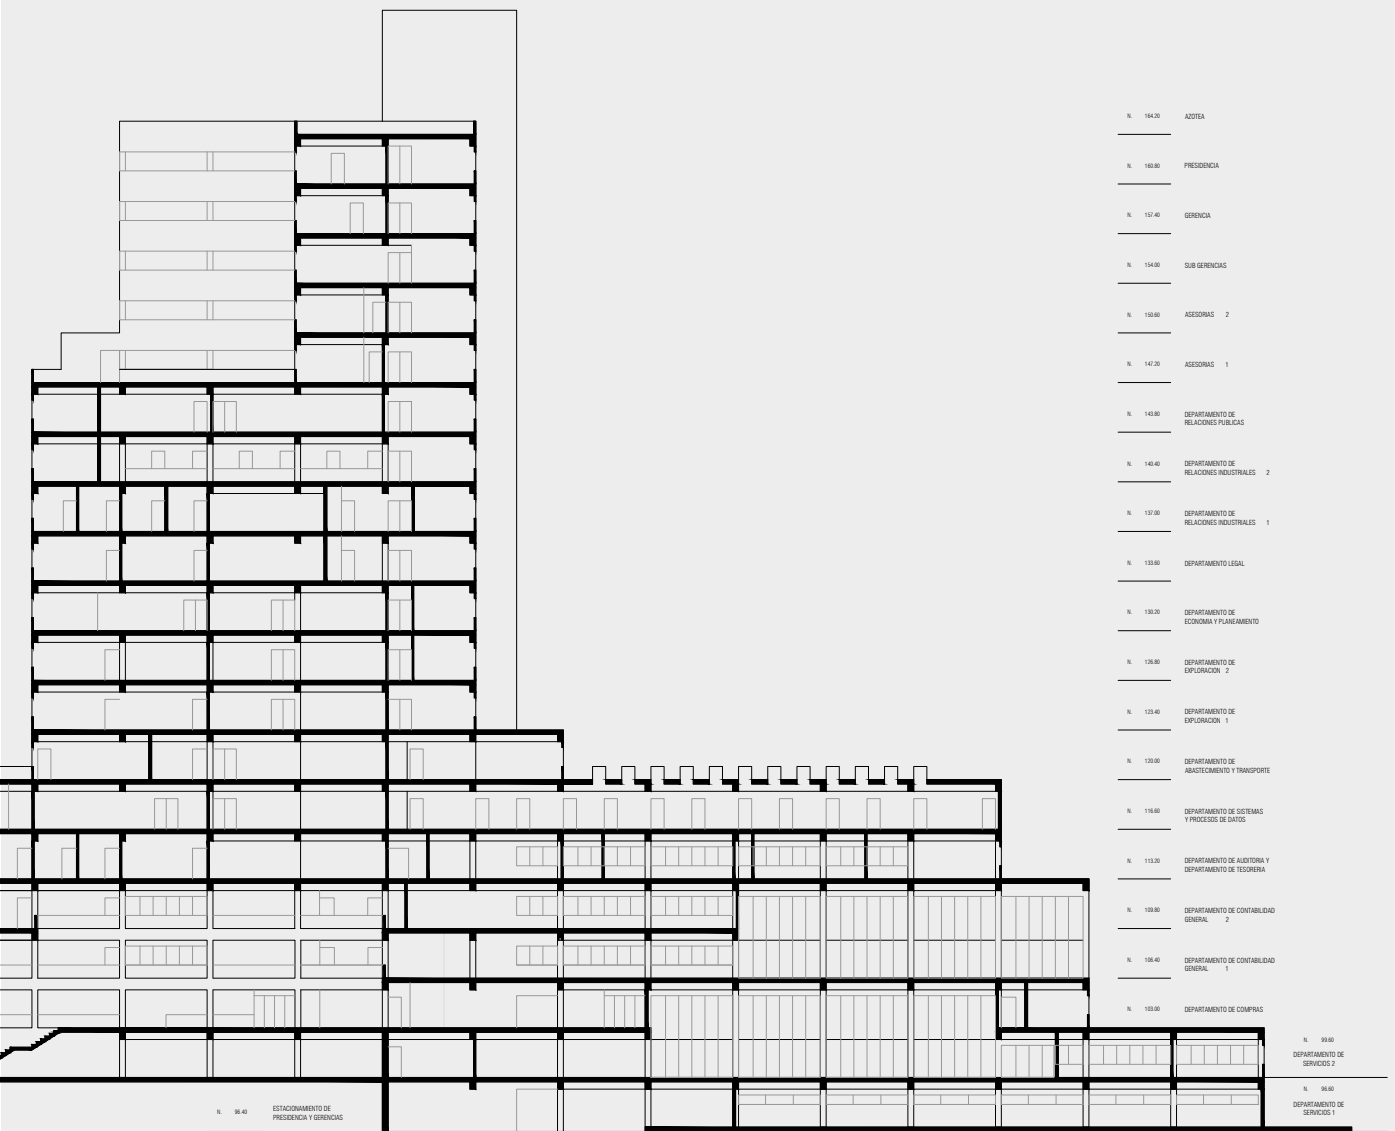 N. 164.20 AZOTEA
N. 160.80 PRESIDENCIA
N. 157.40 GERENCIA
N. 154.00 SUB GERENCIAS
N. 150.60 ASESORIAS 2
N. 147.20 ASESORIAS 1
N. 143.80 DEPARTAMENTO DE
RELACIONES PUBLICAS
N. 140.40 DEPARTAMENTO DE
RELACIONES INDUSTRIALES 2
N. 137.00 DEPARTAMENTO DE
RELACIONES INDUSTRIALES 1
N. 133.60 DEPARTAMENTO LEGAL
N. 130.20 DEPARTAMENTO DE
ECONOMIA Y PLANEAMIENTO
N. 126.80 DEPARTAMENTO DE
EXPLORACION 2
N. 123.40 DEPARTAMENTO DE
EXPLORACION 1
N. 120.00 DEPARTAMENTO DE
ABASTECIMIENTO Y TRANSPORTE
N. 116.60 DEPARTAMENTO DE SISTEMAS
Y PROCESOS DE DATOS
N. 113.20 DEPARTAMENTO DE AUDITORIA Y
DEPARTAMENTO DE TESORERIA
N. 109.80 DEPARTAMENTO DE CONTABILIDAD
GENERAL 2
N. 106.40 DEPARTAMENTO DE CONTABILIDAD
GENERAL 1
N. 103.00 DEPARTAMENTO DE COMPRAS
N. 99.60
DEPARTAMENTO DE
SERVICIOS 2
N. 96.60
DEPARTAMENTO DE
SERVICIOS 1
N. 96.40 ESTACIONAMIENTO DE
PRESIDENCIA Y GERENCIAS